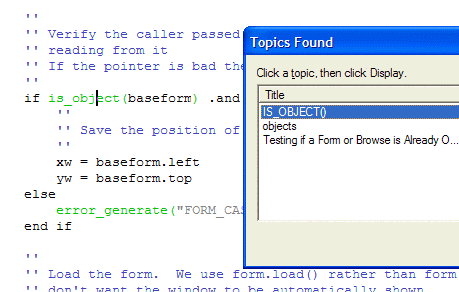 ''
'' Verify the caller passed
'' reading from it
'' If the pointer is bad the
''
if is_object(baseform) .and
''
'' Save the position of
''
xw = baseform.left
yw = baseform.top
else
error_generate("FORM_CAS
end if
''
'' Load the form. We use form.load() rather than form
'' don't want the window to be automatically shown
Topics Found
Click a topic, then click Display.
Title
IS_OBJECT()
objects
Testing if a Form or Browse is Already O...